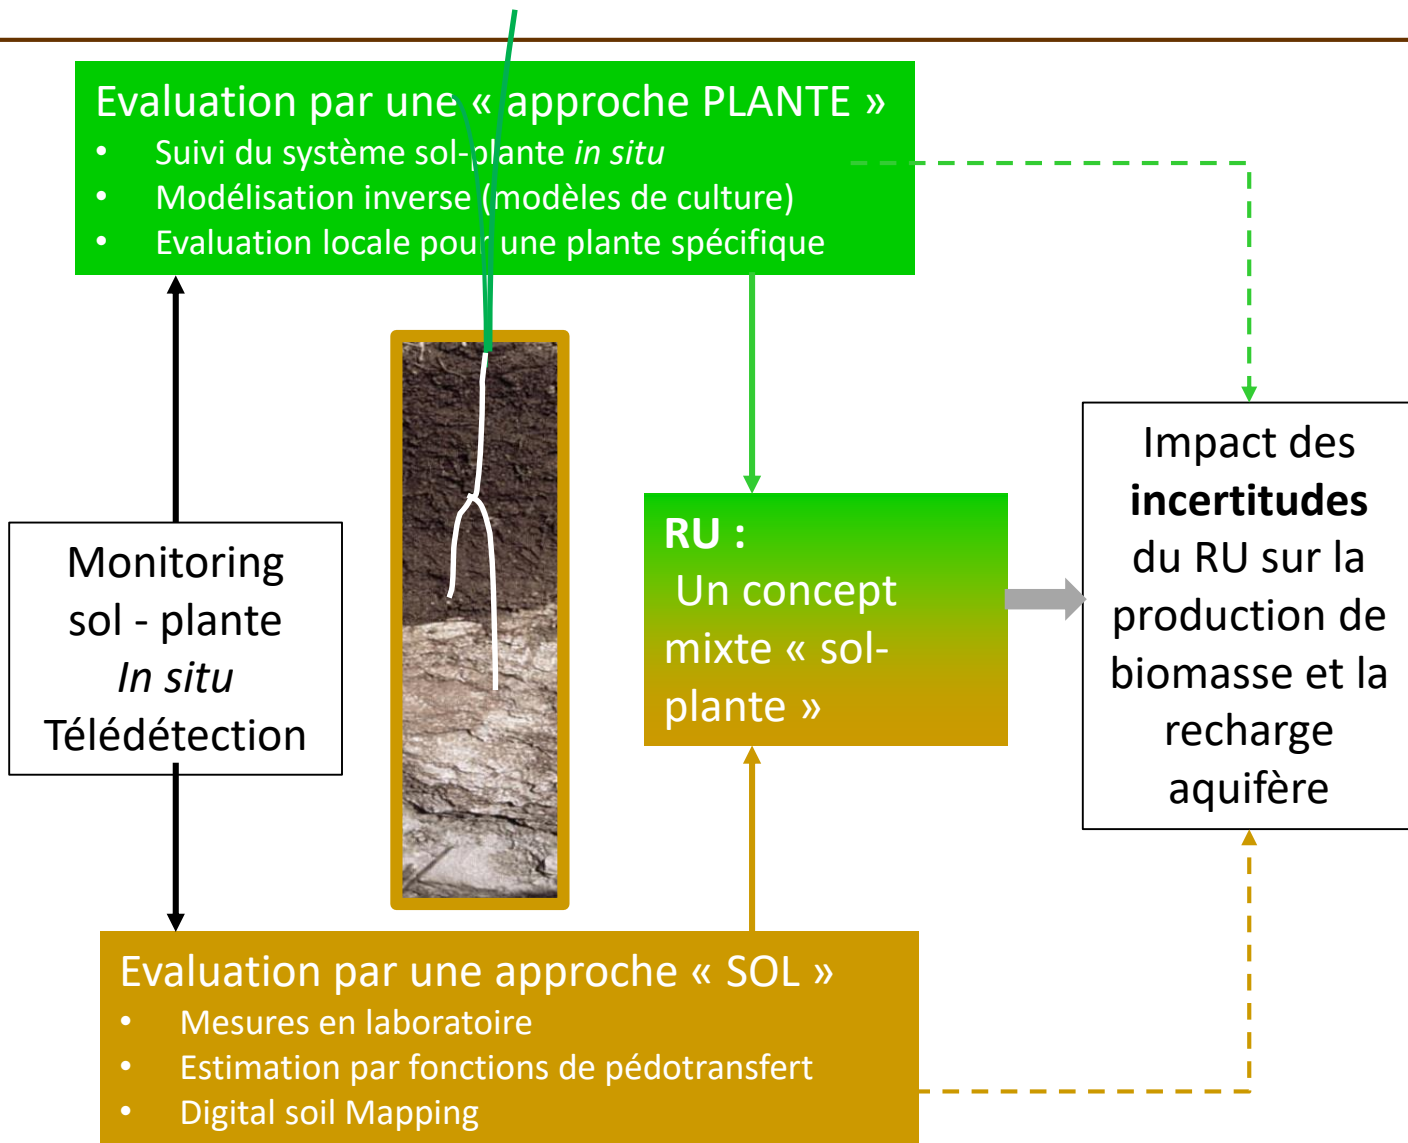 Evaluation par une « approche PLANTE »
• Suivi du système sol-plante in situ
• Modélisation inverse (modèles de culture)
• Evaluation locale pour une plante spécifique
Monitoring
sol - plante
In situ
Télédétection
RU :
Un concept
mixte « sol-
plante »
Impact des
incertitudes
du RU sur la
production de
biomasse et la
recharge
aquifère
Evaluation par une approche « SOL »
• Mesures en laboratoire
• Estimation par fonctions de pédotransfert
• Digital soil Mapping